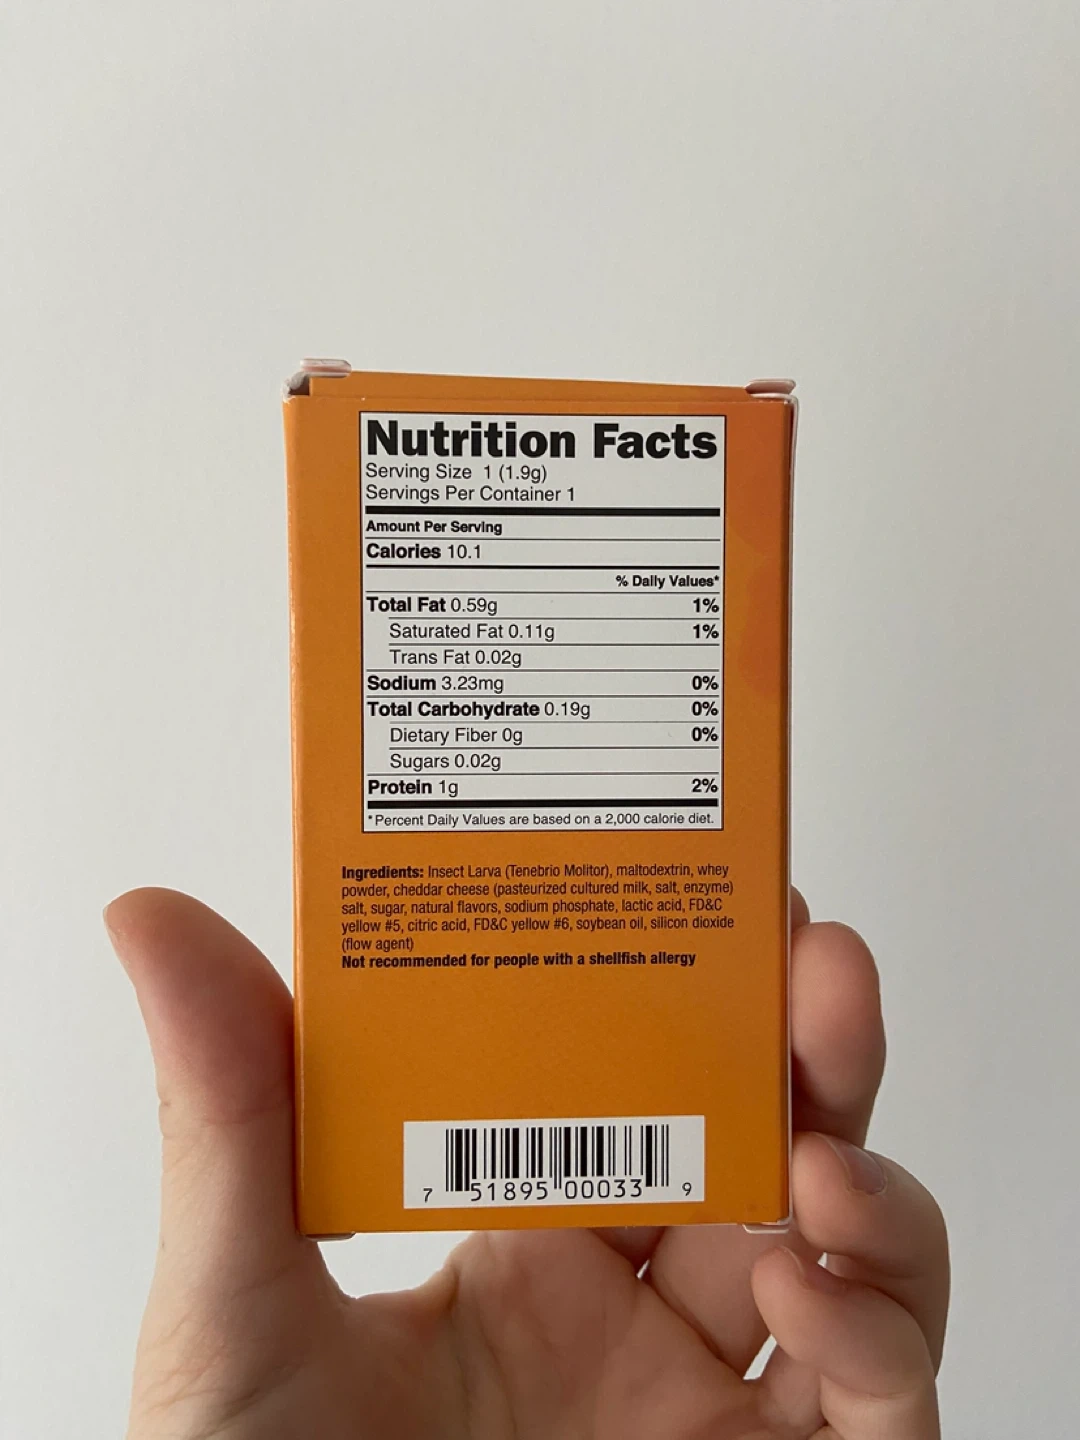 Nutrition Facts
Serving Size 1 (1.9g)
Servings Per Container 1
Amount Per Serving
Calories 10.1
% Daily Values*
Total Fat 0.59g 1%
Saturated Fat 0.11g 1%
Trans Fat 0.02g
Sodium 3.23mg 0%
Total Carbohydrate 0.19g 0%
Dietary Fiber 0g 0%
Sugars 0.02g
Protein 1g 2%
*Percent Daily Values are based on a 2,000 calorie diet.
Ingredients: Insect Larva (Tenebrio Molitor), maltodextrin, whey
powder, cheddar cheese (pasteurized cultured milk, salt, enzyme)
salt, sugar, natural flavors, sodium phosphate, lactic acid, FD&C
yellow #5, citric acid, FD&C yellow #6, soybean oil, silicon dioxide
(flow agent)
Not recommended for people with a shellfish allergy
7 51895 00033 9